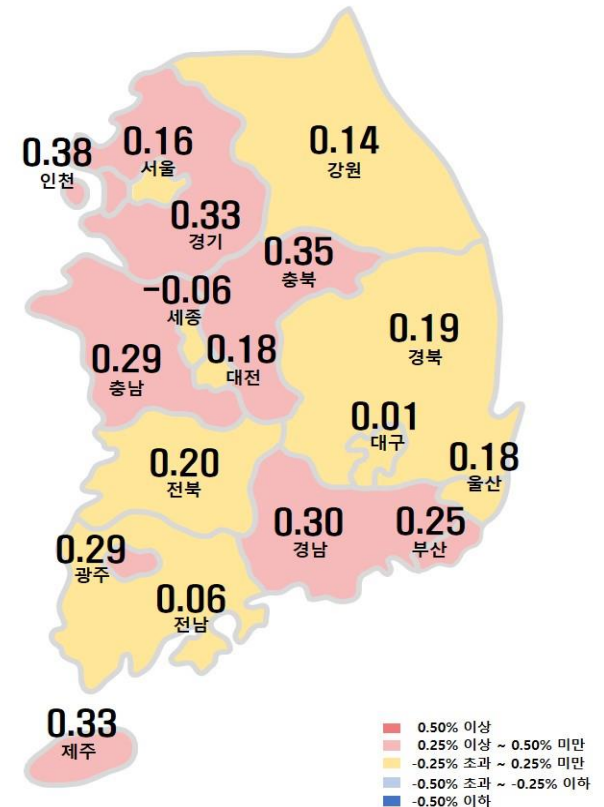 0.16
서울
0.14
강원
0.38
인천
0.33
경기
0.35
충북
-0.06
세종
0.19
경북
0.29
충남
0.18
대전
0.01
대구
0.18
울산
0.20
전북
0.30
경남
0.25
부산
0.29
광주
0.06
전남
0.33
제주
0.50% 이상
0.25% 이상 ~ 0.50% 미만
-0.25% 초과 ~ 0.25% 미만
-0.50% 초과 ~ -0.25% 이하
-0.50% 이하